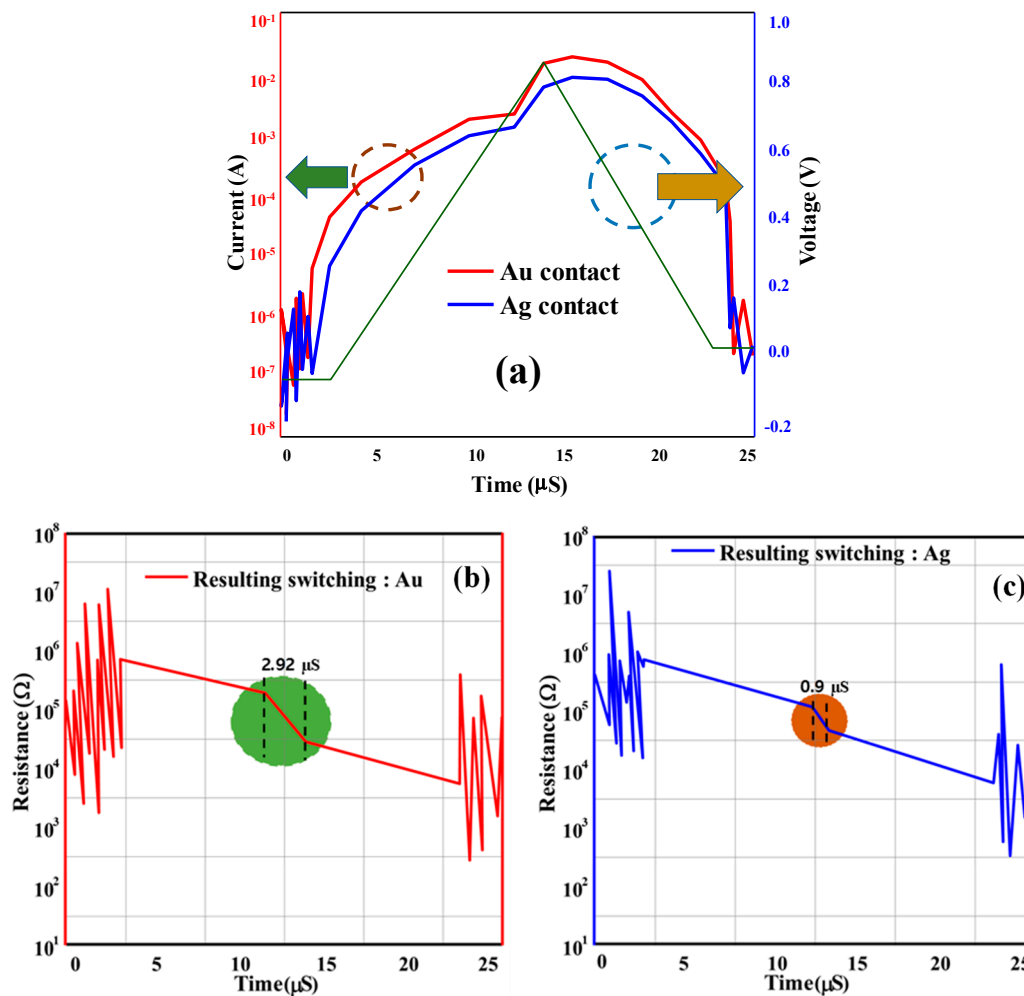 10-1
10-2
10-3
10-4
10-5
10-6
10-7
10-8
Current (A)
1.0
0.8
0.6
0.4
0.2
0.0
-0.2
Voltage (V)
Au contact
Ag contact
(a)
0 5 10 15 20 25
Time (μS)
108
107
106
105
104
103
102
101
Resistance (Ω)
Resulting switching : Au
(b)
2.92 μS
0 10 15 20 25
Time(μS)
108
107
106
105
104
103
102
101
Resistance (Ω)
Resulting switching : Ag
(c)
0.9 μS
0 10 15 20 25
Time(μS)